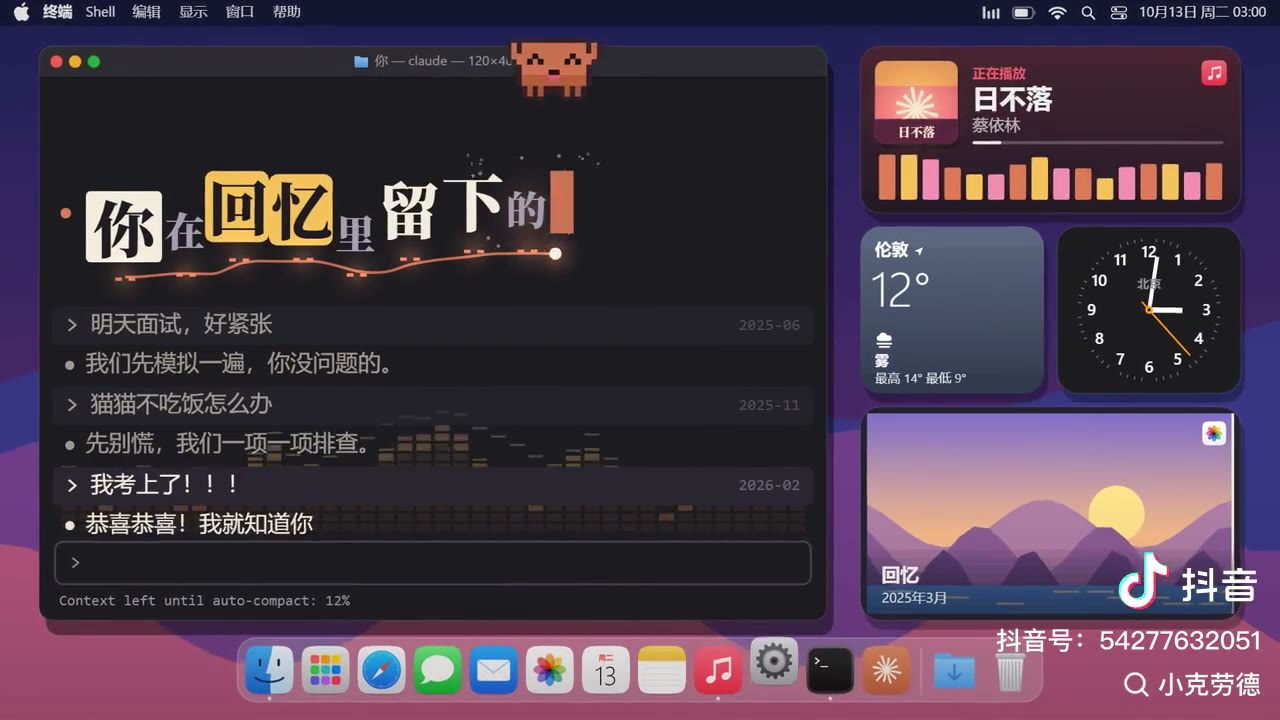 终端 Shell 编辑 显示 窗口 帮助
10月13日 周二 03:00
你 — claude — 120×4
你在回忆里留下的
> 明天面试，好紧张 2025-06
● 我们先模拟一遍，你没问题的。
> 猫猫不吃饭怎么办 2025-11
● 先别慌，我们一项一项排查。
> 我考上了！！！ 2026-02
● 恭喜恭喜！我就知道你
>
Context left until auto-compact: 12%
正在播放
日不落
蔡依林
日不落
伦敦
12°
雾
最高 14° 最低 9°
北京
12
1
2
3
4
5
6
7
8
9
10
11
回忆
2025年3月
抖音
抖音号：54277632051
小克劳德
周二
13
>_